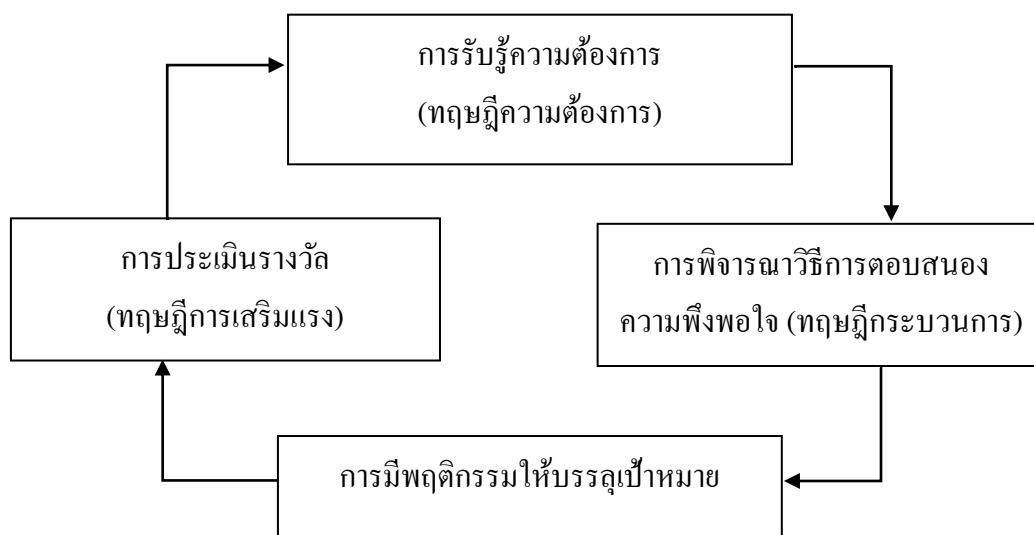 การรับรู้ความต้องการ
(ทฤษฎีความต้องการ)
การประเมินรางวัล
(ทฤษฎีการเสริมแรง)
การพิจารณาวิธีการตอบสนอง
ความพึงพอใจ (ทฤษฎีกระบวนการ)
การมีพฤติกรรมให้บรรลุเป้าหมาย